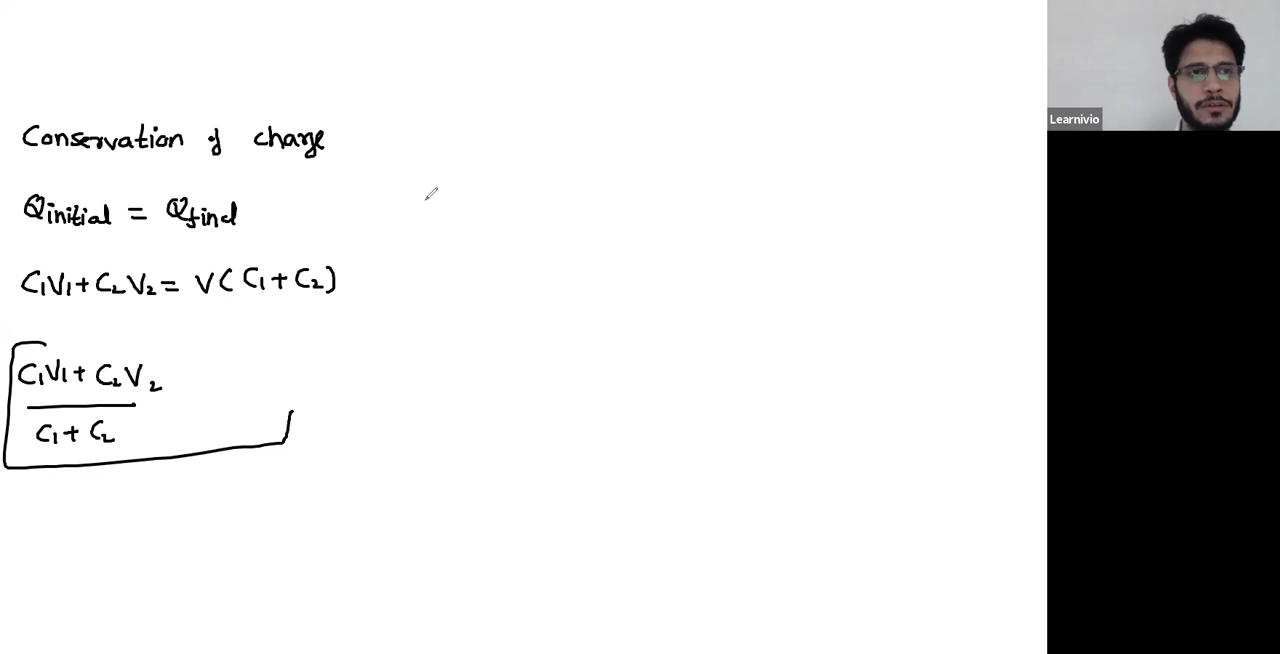 Conservation of charge
Qinitial = Qfinal
C₁V₁ + C₂V₂ = V(C₁ + C₂)
C₁V₁ + C₂V₂
C₁ + C₂
Learnivio